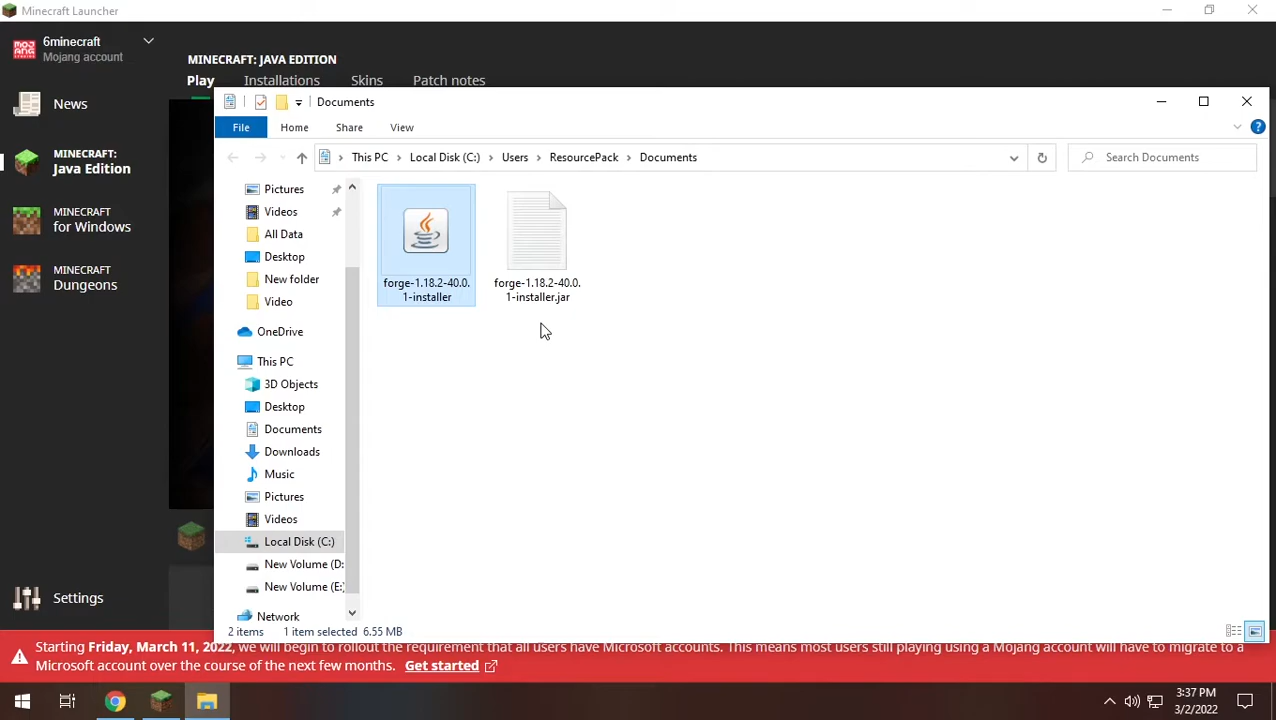 Minecraft Launcher
6minecraft
Mojang account
MINECRAFT: JAVA EDITION
Play Installations Skins Patch notes
News
MINECRAFT:
Java Edition
MINECRAFT
for Windows
MINECRAFT
Dungeons
Settings
Documents
File Home Share View
This PC > Local Disk (C:) > Users > ResourcePack > Documents
Search Documents
Pictures
Videos
All Data
Desktop
New folder
Video
OneDrive
This PC
3D Objects
Desktop
Documents
Downloads
Music
Pictures
Videos
Local Disk (C:)
New Volume (D:
New Volume (E:)
Network
forge-1.18.2-40.0.
1-installer
forge-1.18.2-40.0.
1-installer.jar
2 items 1 item selected 6.55 MB
Starting Friday, March 11, 2022, we will begin to rollout the requirement that all users have Microsoft accounts. This means most users still playing using a Mojang account will have to migrate to a
Microsoft account over the course of the next few months. Get started
3:37 PM
3/2/2022